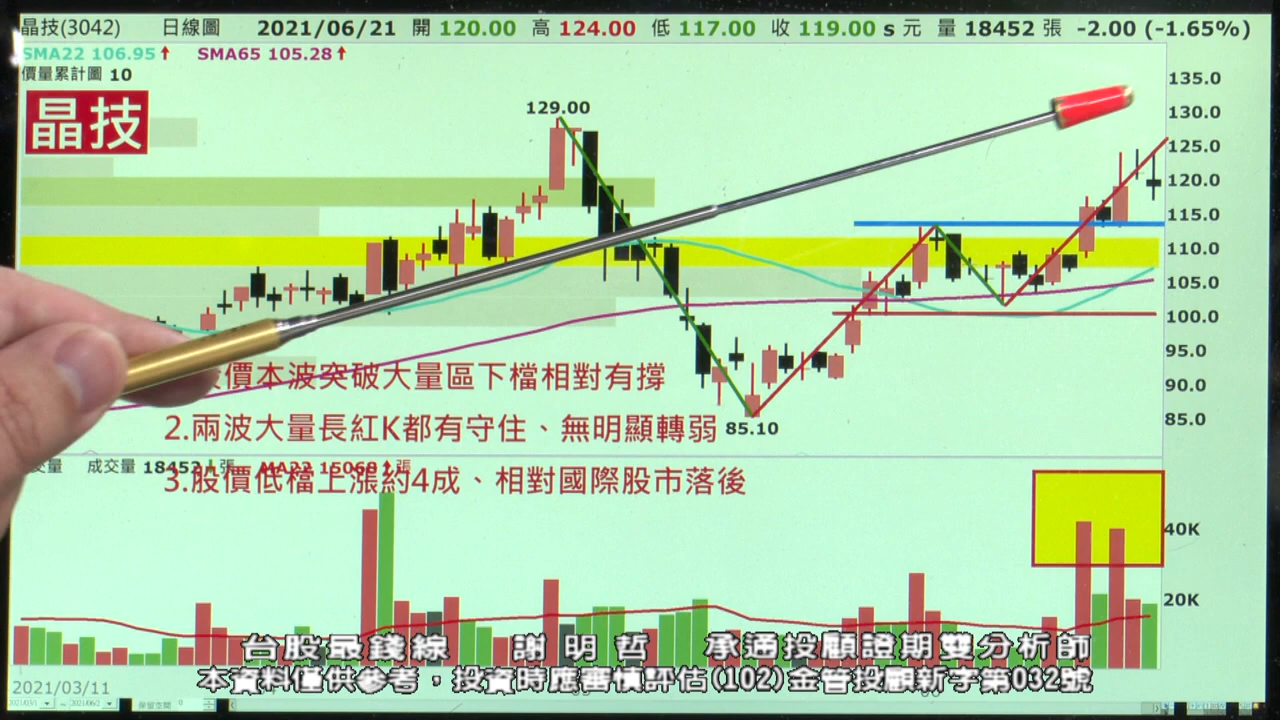 晶技(3042) 日線圖 2021/06/21 開 120.00 高 124.00 低 117.00 收 119.00 s 元 量 18452 張 -2.00 (-1.65%)
SMA22 106.95↑ SMA65 105.28↑
價量累計圖 10
晶技
129.00
135.0
130.0
125.0
120.0
115.0
110.0
105.0
100.0
95.0
90.0
85.0
價本波突破大量區下檔相對有撐
2.兩波大量長紅K都有守住、無明顯轉弱
85.10
量 成交量 18452 張 MA22 15060 張
3.股價低檔上漲約4成、相對國際股市落後
40K
20K
台股最錢線 謝明哲 承通投顧證期雙分析師
本資料僅供參考，投資時應審慎評估(102)金管投顧新字第032號
2021/03/11